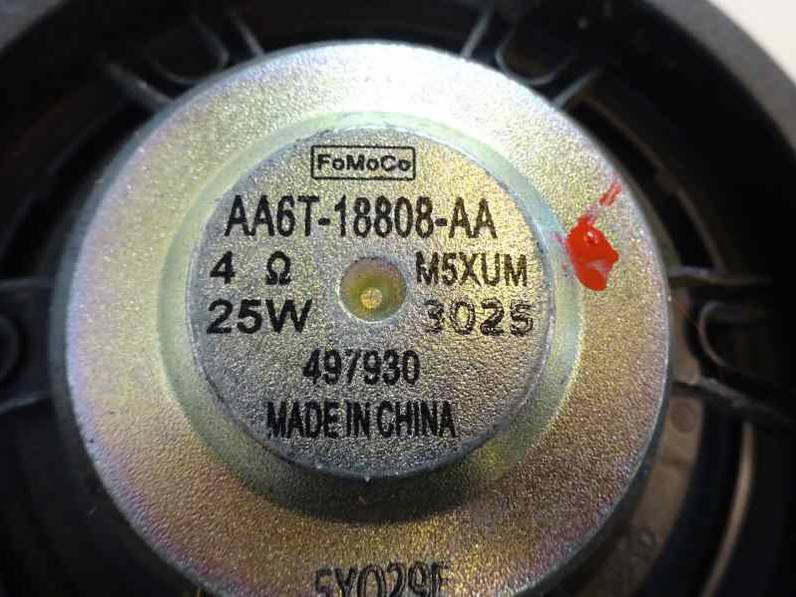 FoMoCo
AA6T-18808-AA
4 Ω M5XUM
25W 3025
497930
MADE IN CHINA